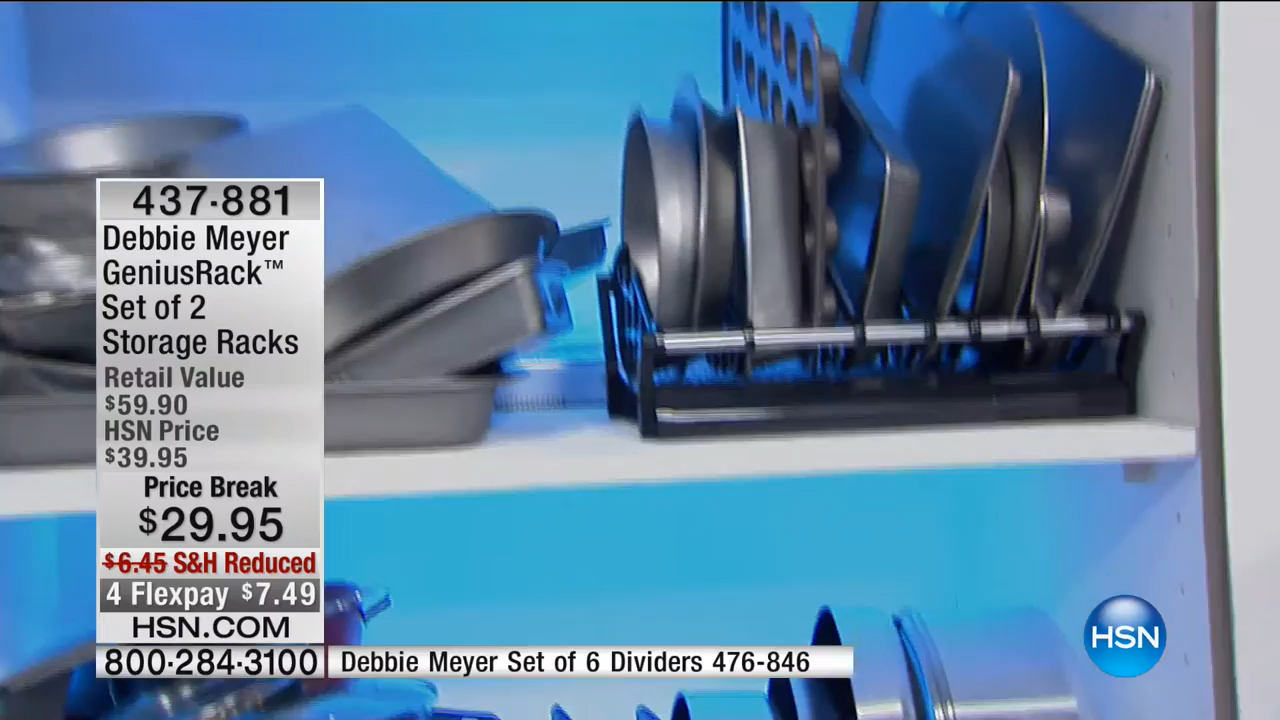 437·881
Debbie Meyer
GeniusRack™
Set of 2
Storage Racks
Retail Value
$59.90
HSN Price
$39.95
Price Break
$29.95
$6.45 S&H Reduced
4 Flexpay $7.49
HSN.COM
800·284·3100
Debbie Meyer Set of 6 Dividers 476-846
HSN